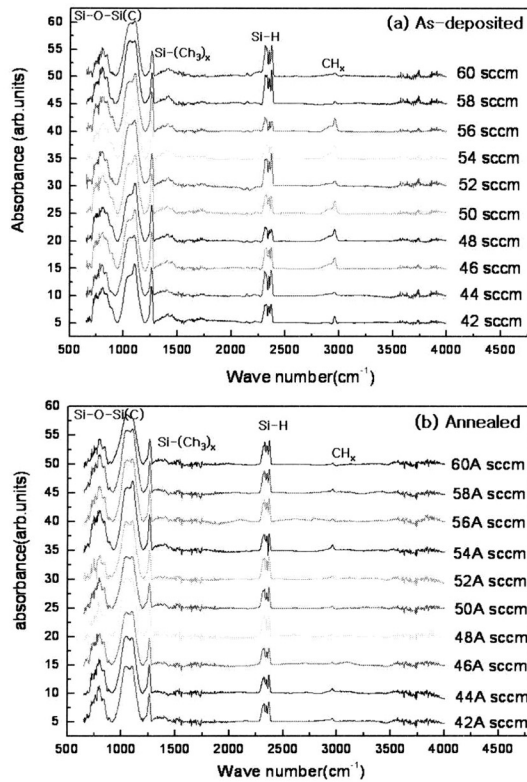 (a) As-deposited
Si-O-Si(C)
Si-(Ch3)x
Si-H
CHx
60
55
50
45
40
35
30
25
20
15
10
5
60 sccm
58 sccm
56 sccm
54 sccm
52 sccm
50 sccm
48 sccm
46 sccm
44 sccm
42 sccm
Absorbance (arb.units)
500 1000 1500 2000 2500 3000 3500 4000 4500
Wave number(cm-1)
(b) Annealed
Si-O-Si(C)
Si-(Ch3)x
Si-H
CHx
60
55
50
45
40
35
30
25
20
15
10
5
60A sccm
58A sccm
56A sccm
54A sccm
52A sccm
50A sccm
48A sccm
46A sccm
44A sccm
42A sccm
absorbance(arb.units)
500 1000 1500 2000 2500 3000 3500 4000 4500
Wave number(cm-1)